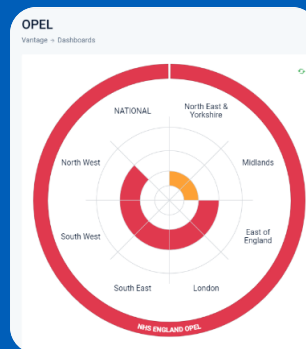 OPEL
Vantage • Dashboards
NATIONAL
North East &
Yorkshire
North West
Midlands
South West
East of
England
South East
London
NHS ENGLAND OPEL